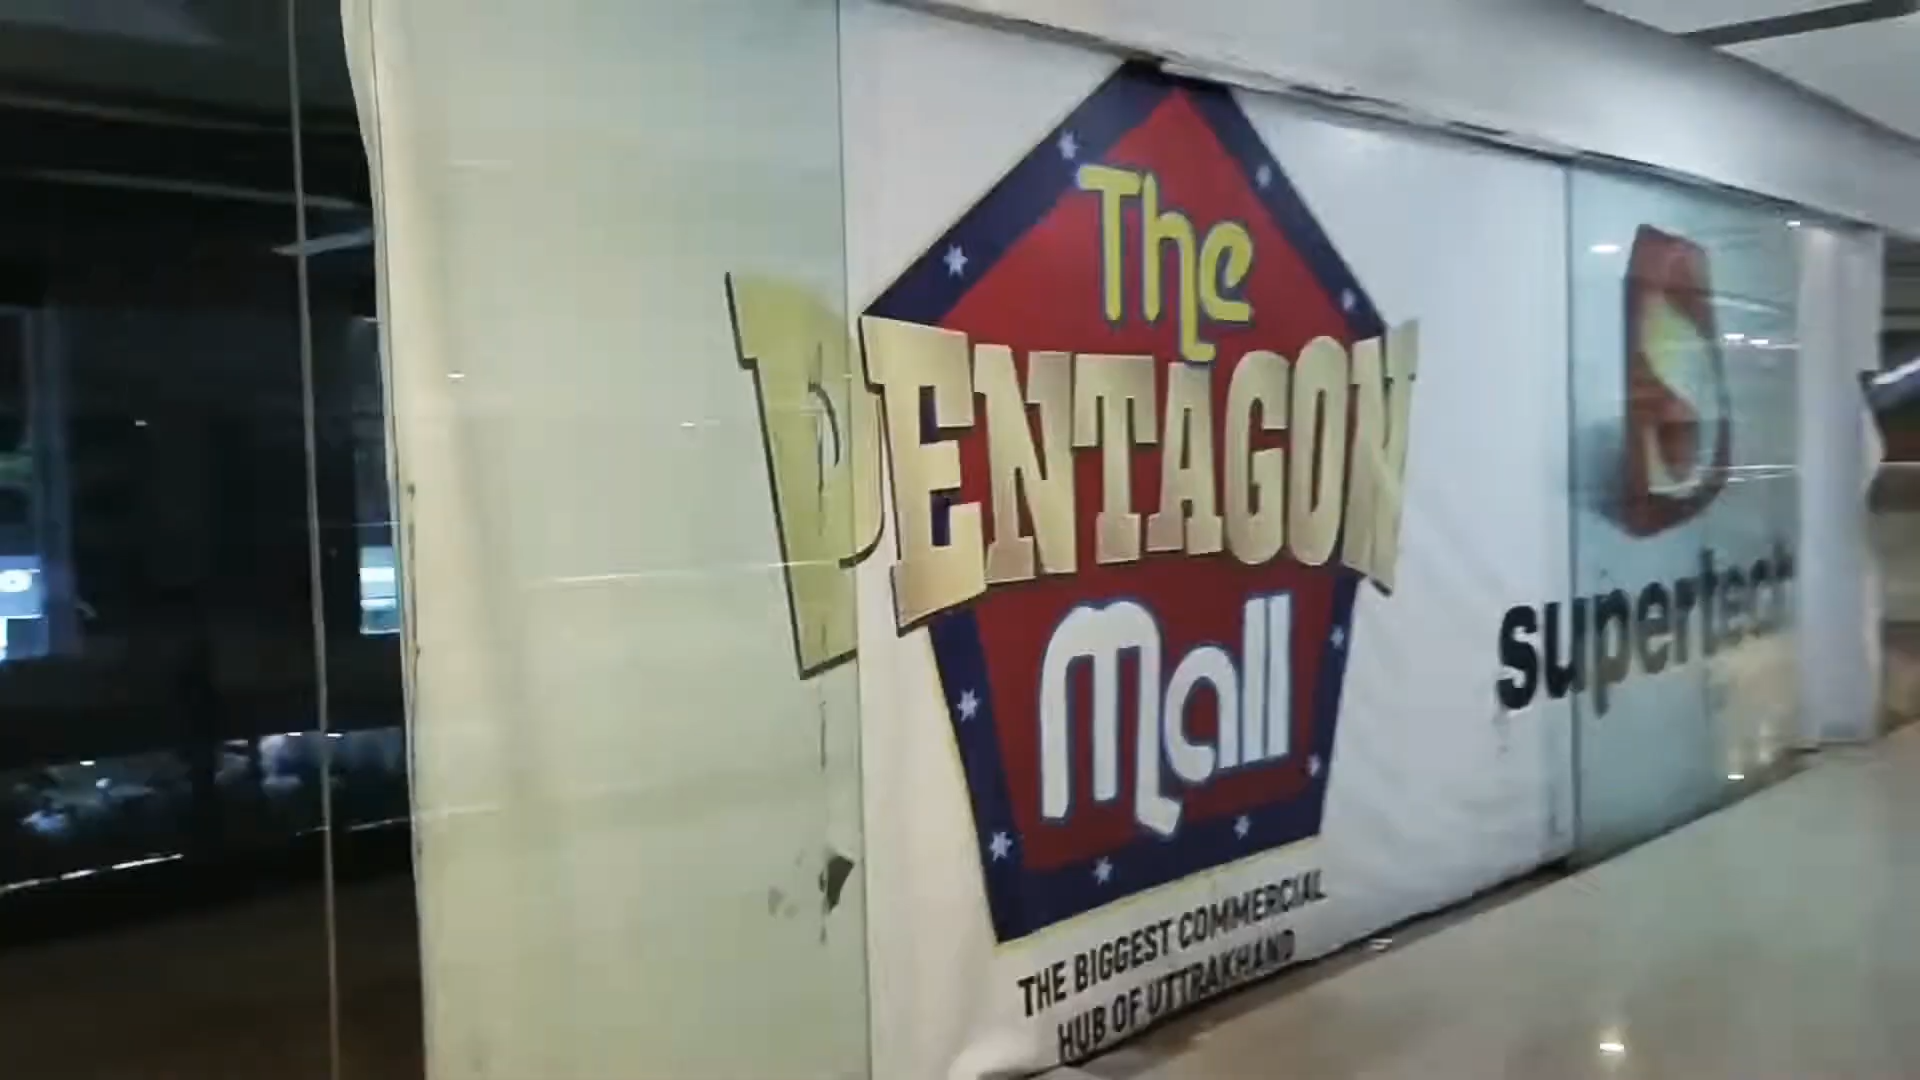 The
PENTAGON
Mall
THE BIGGEST COMMERCIAL
HUB OF UTTRAKHAND
supertech